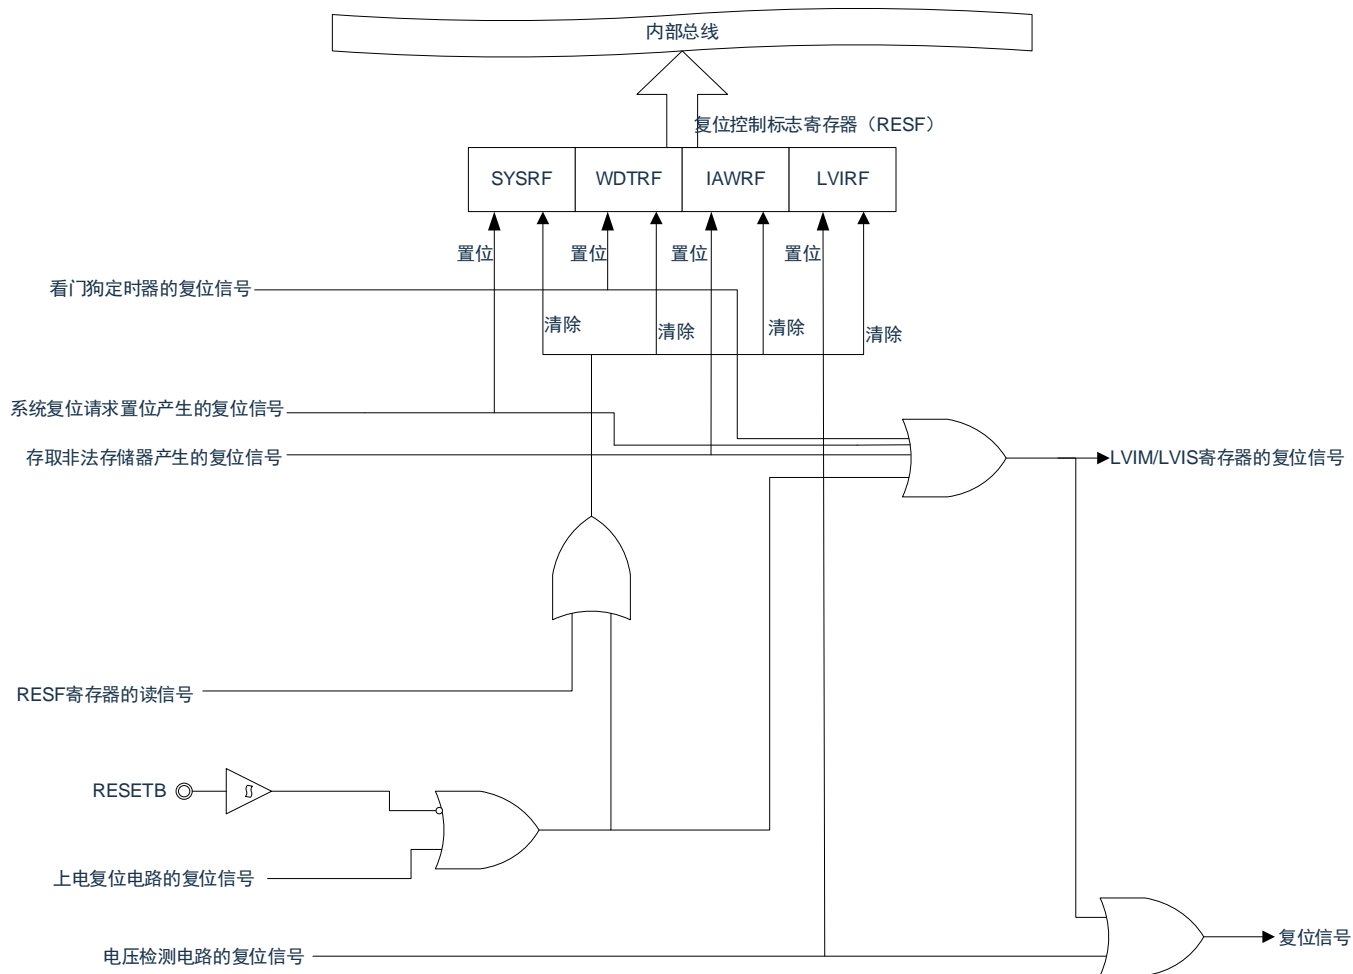 内部总线
复位控制标志寄存器（RESF）
SYSRF
WDTRF
IAWRF
LVIRF
置位
置位
置位
置位
看门狗定时器的复位信号
清除
清除
清除
清除
系统复位请求置位产生的复位信号
存取非法存储器产生的复位信号
LVIM/LVIS寄存器的复位信号
RESF寄存器的读信号
RESETB
上电复位电路的复位信号
复位信号
电压检测电路的复位信号